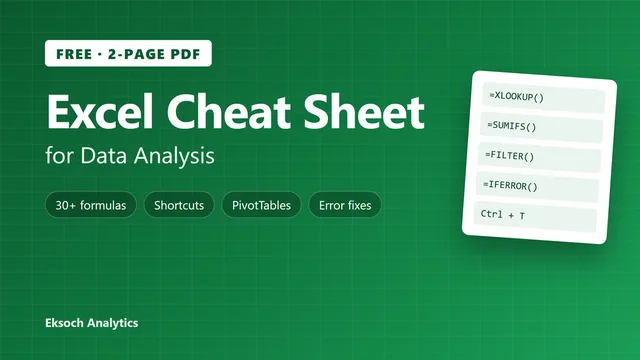 FREE · 2-PAGE PDF
Excel Cheat Sheet
for Data Analysis
30+ formulas
Shortcuts
PivotTables
Error fixes
=XLOOKUP()
=SUMIFS()
=FILTER()
=IFERROR()
Ctrl + T
Eksoch Analytics